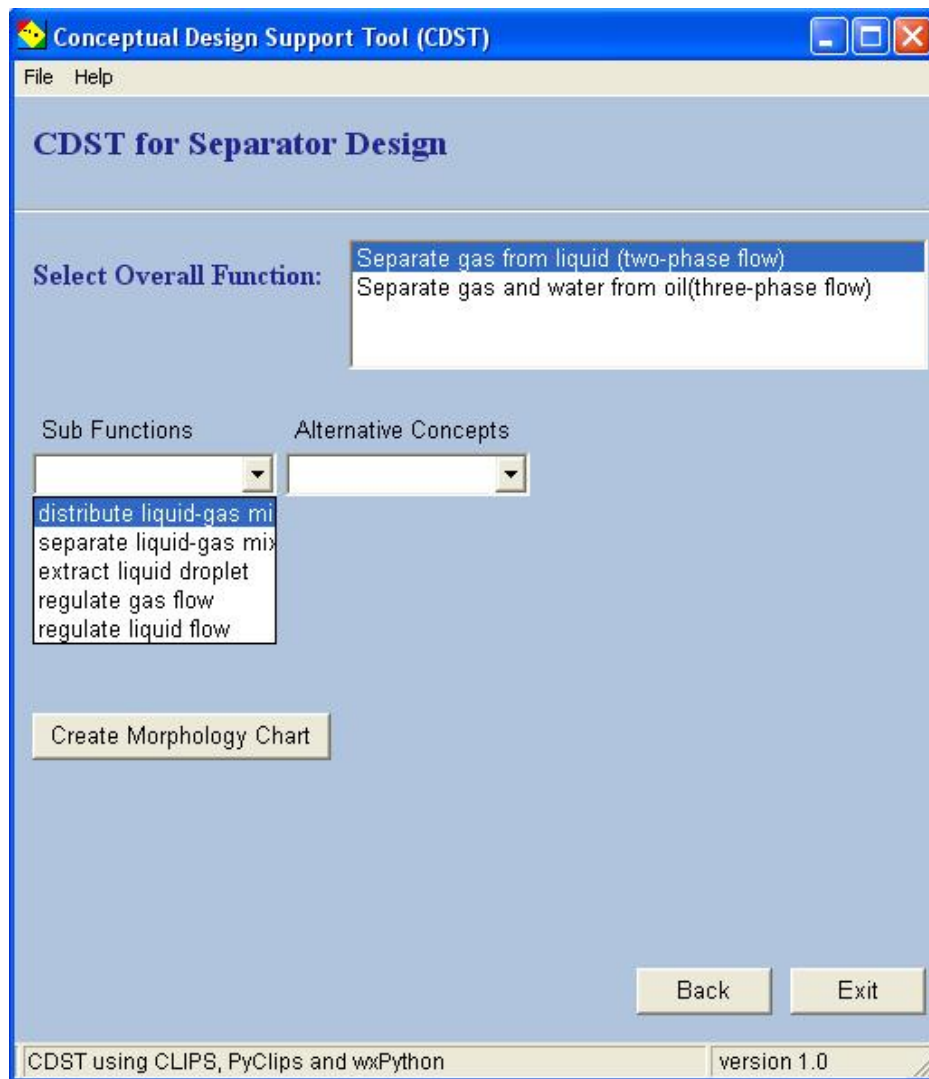 Conceptual Design Support Tool (CDST)
File Help
CDST for Separator Design
Select Overall Function:
Separate gas from liquid (two-phase flow)
Separate gas and water from oil(three-phase flow)
Sub Functions Alternative Concepts
distribute liquid-gas mi
separate liquid-gas mix
extract liquid droplet
regulate gas flow
regulate liquid flow
Create Morphology Chart
Back Exit
CDST using CLIPS, PyClips and wxPython version 1.0